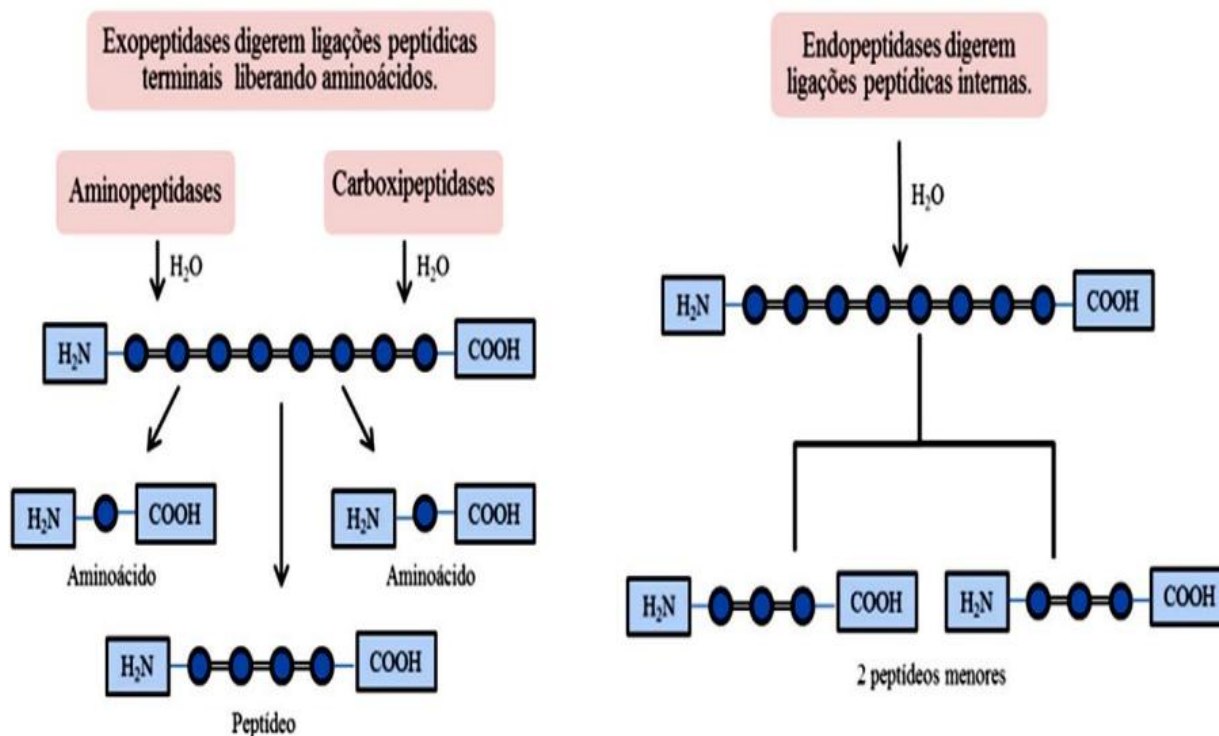 Exopeptidases digerem ligações peptídicas
terminais liberando aminoácidos.
Aminopeptidases
Carboxipeptidases
H₂O
H₂O
H₂N
COOH
H₂N
COOH
H₂N
COOH
Aminoácido
Aminoácido
H₂N
COOH
Peptídeo
Endopeptidases digerem
ligações peptídicas internas.
H₂O
H₂N
COOH
H₂N
COOH
H₂N
COOH
2 peptídeos menores